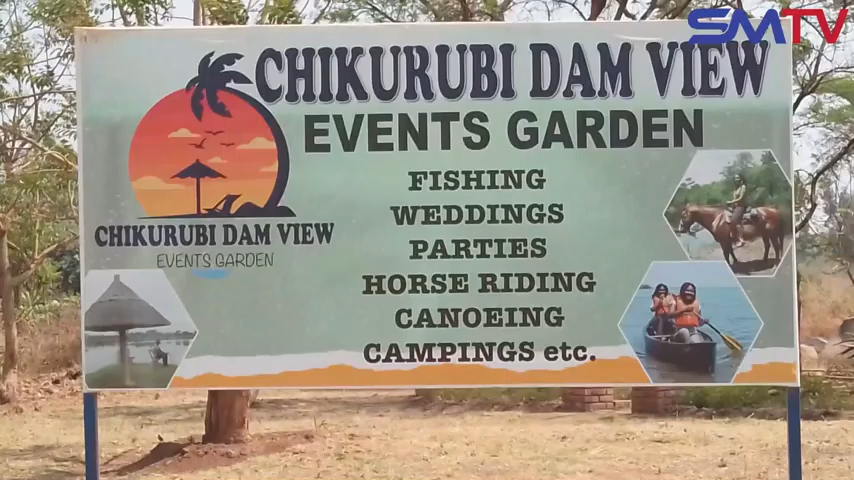 SMTV
CHIKURUBI DAM VIEW
EVENTS GARDEN
FISHING
WEDDINGS
PARTIES
HORSE RIDING
CANOEING
CAMPINGS etc.
CHIKURUBI DAM VIEW
EVENTS GARDEN